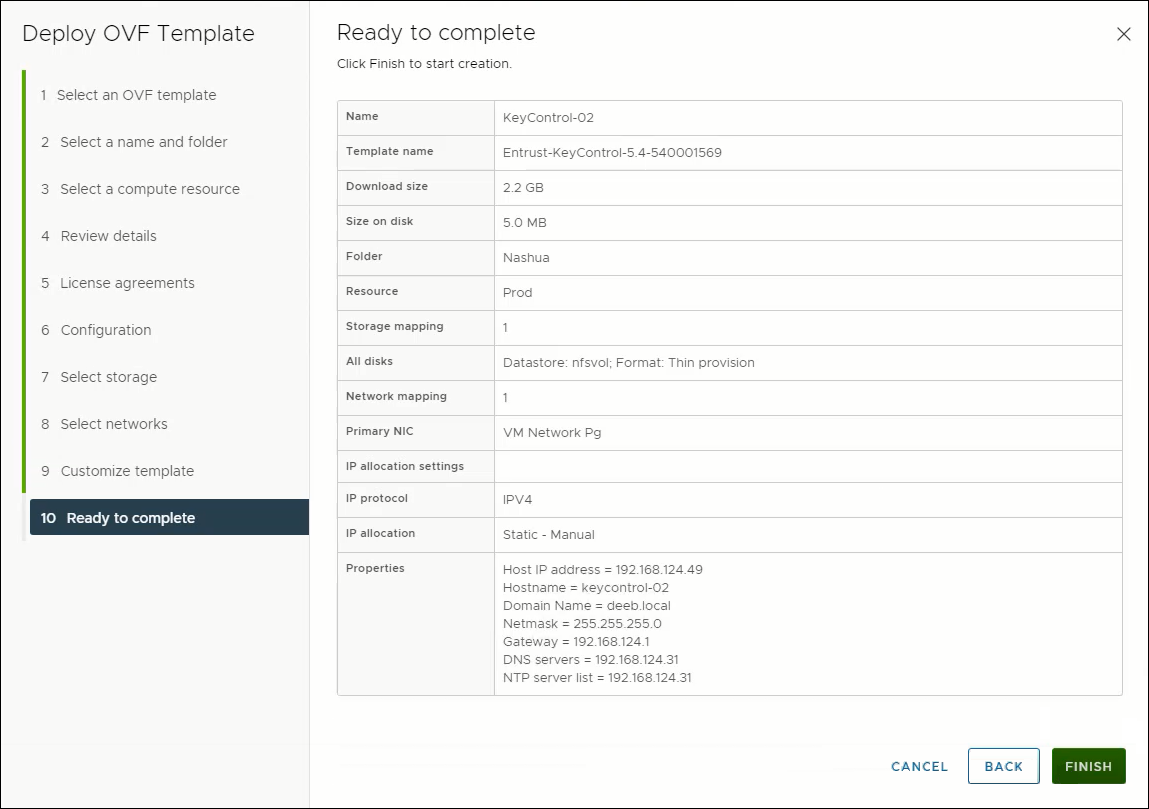 Deploy OVF Template
1 Select an OVF template
2 Select a name and folder
3 Select a compute resource
4 Review details
5 License agreements
6 Configuration
7 Select storage
8 Select networks
9 Customize template
10 Ready to complete
Ready to complete
Click Finish to start creation.
Name KeyControl-02
Template name Entrust-KeyControl-5.4-540001569
Download size 2.2 GB
Size on disk 5.0 MB
Folder Nashua
Resource Prod
Storage mapping 1
All disks Datastore: nfsvol; Format: Thin provision
Network mapping 1
Primary NIC VM Network Pg
IP allocation settings
IP protocol IPV4
IP allocation Static - Manual
Properties Host IP address = 192.168.124.49
Hostname = keycontrol-02
Domain Name = deeb.local
Netmask = 255.255.255.0
Gateway = 192.168.124.1
DNS servers = 192.168.124.31
NTP server list = 192.168.124.31
CANCEL BACK FINISH